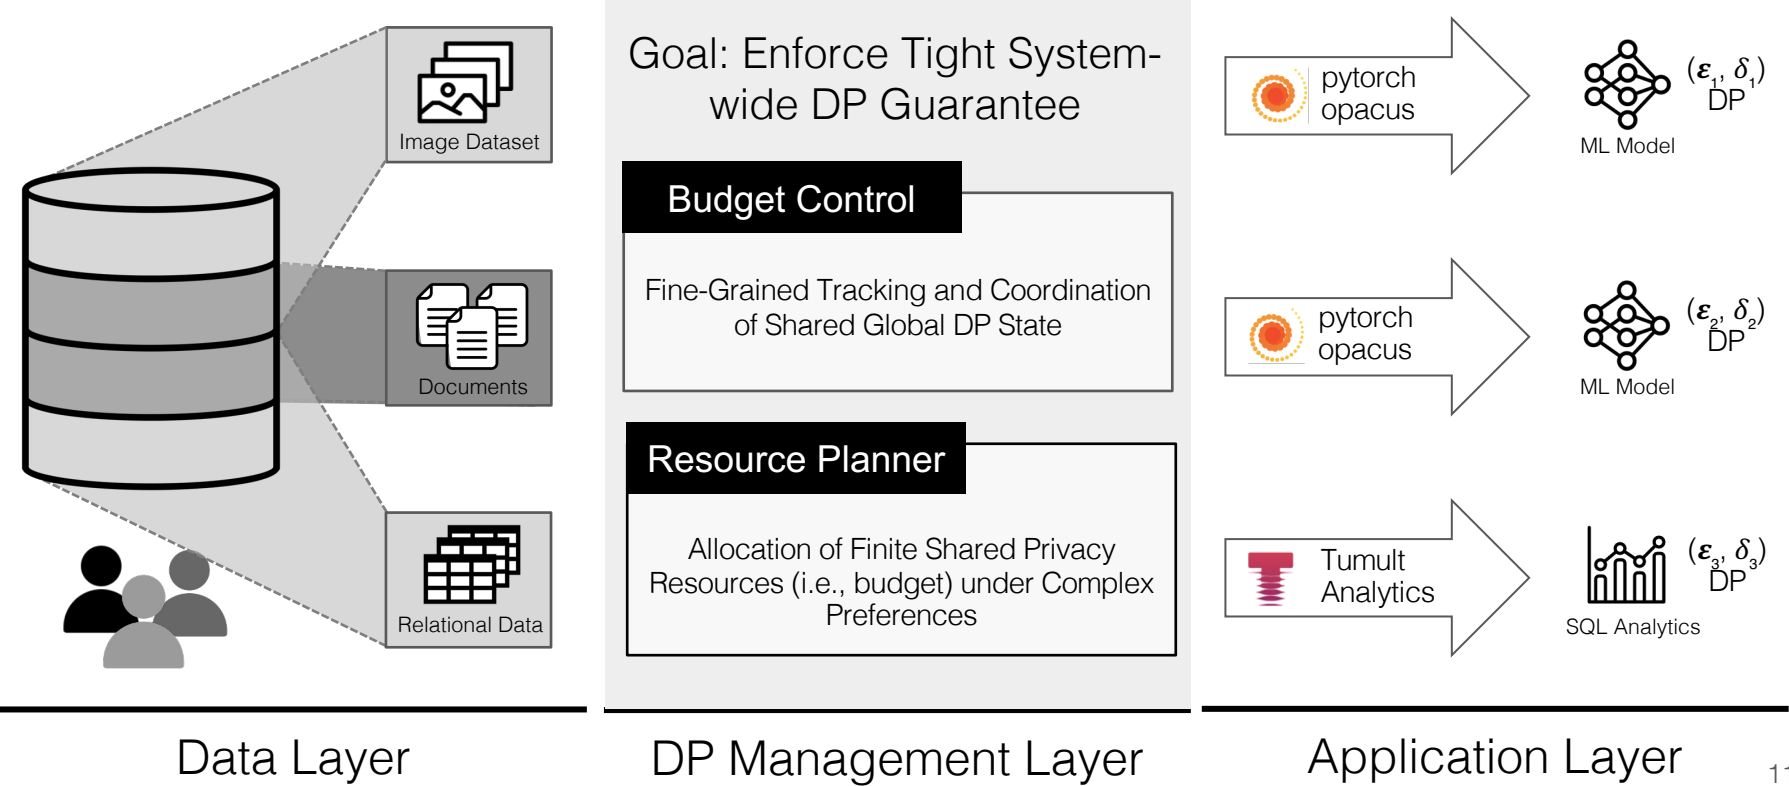 Image Dataset
Documents
Relational Data
Data Layer
Goal: Enforce Tight System-
wide DP Guarantee
Budget Control
Fine-Grained Tracking and Coordination
of Shared Global DP State
Resource Planner
Allocation of Finite Shared Privacy
Resources (i.e., budget) under Complex
Preferences
DP Management Layer
pytorch
opacus
ML Model
(ε₁, δ₁)
DP
pytorch
opacus
ML Model
(ε₂, δ₂)
DP
Tumult
Analytics
SQL Analytics
(ε₃, δ₃)
DP
Application Layer
11